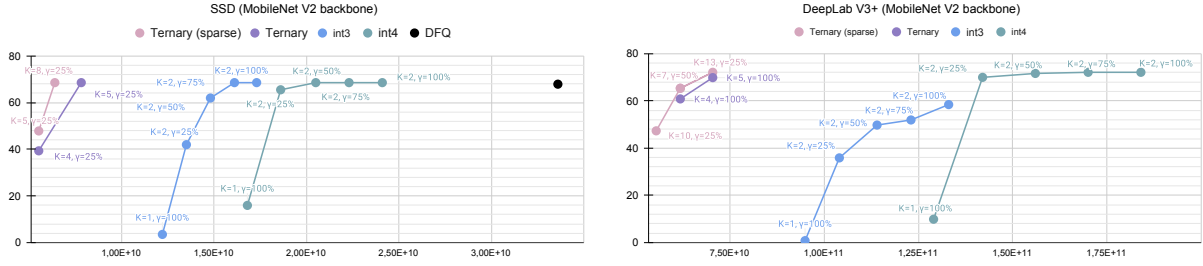 SSD (MobileNet V2 backbone)
Ternary (sparse) Ternary int3 int4 DFQ
80
60
40
20
0
K=8, γ=25%
K=5, γ=25%
K=5, γ=25%
K=4, γ=25%
K=2, γ=100%
K=2, γ=75%
K=2, γ=50%
K=2, γ=25%
K=1, γ=100%
K=2, γ=50%
K=2, γ=100%
K=2, γ=75%
K=2, γ=25%
K=1, γ=100%
1,00E+10 1,50E+10 2,00E+10 2,50E+10 3,00E+10
DeepLab V3+ (MobileNet V2 backbone)
Ternary (sparse) Ternary int3 int4
80
60
40
20
0
K=13, γ=25%
K=7, γ=50%
K=5, γ=100%
K=4, γ=100%
K=10, γ=25%
K=2, γ=100%
K=2, γ=75%
K=2, γ=50%
K=2, γ=25%
K=1, γ=100%
K=2, γ=25%
K=2, γ=50%
K=2, γ=75%
K=2, γ=100%
K=1, γ=100%
7,50E+10 1,00E+11 1,25E+11 1,50E+11 1,75E+11